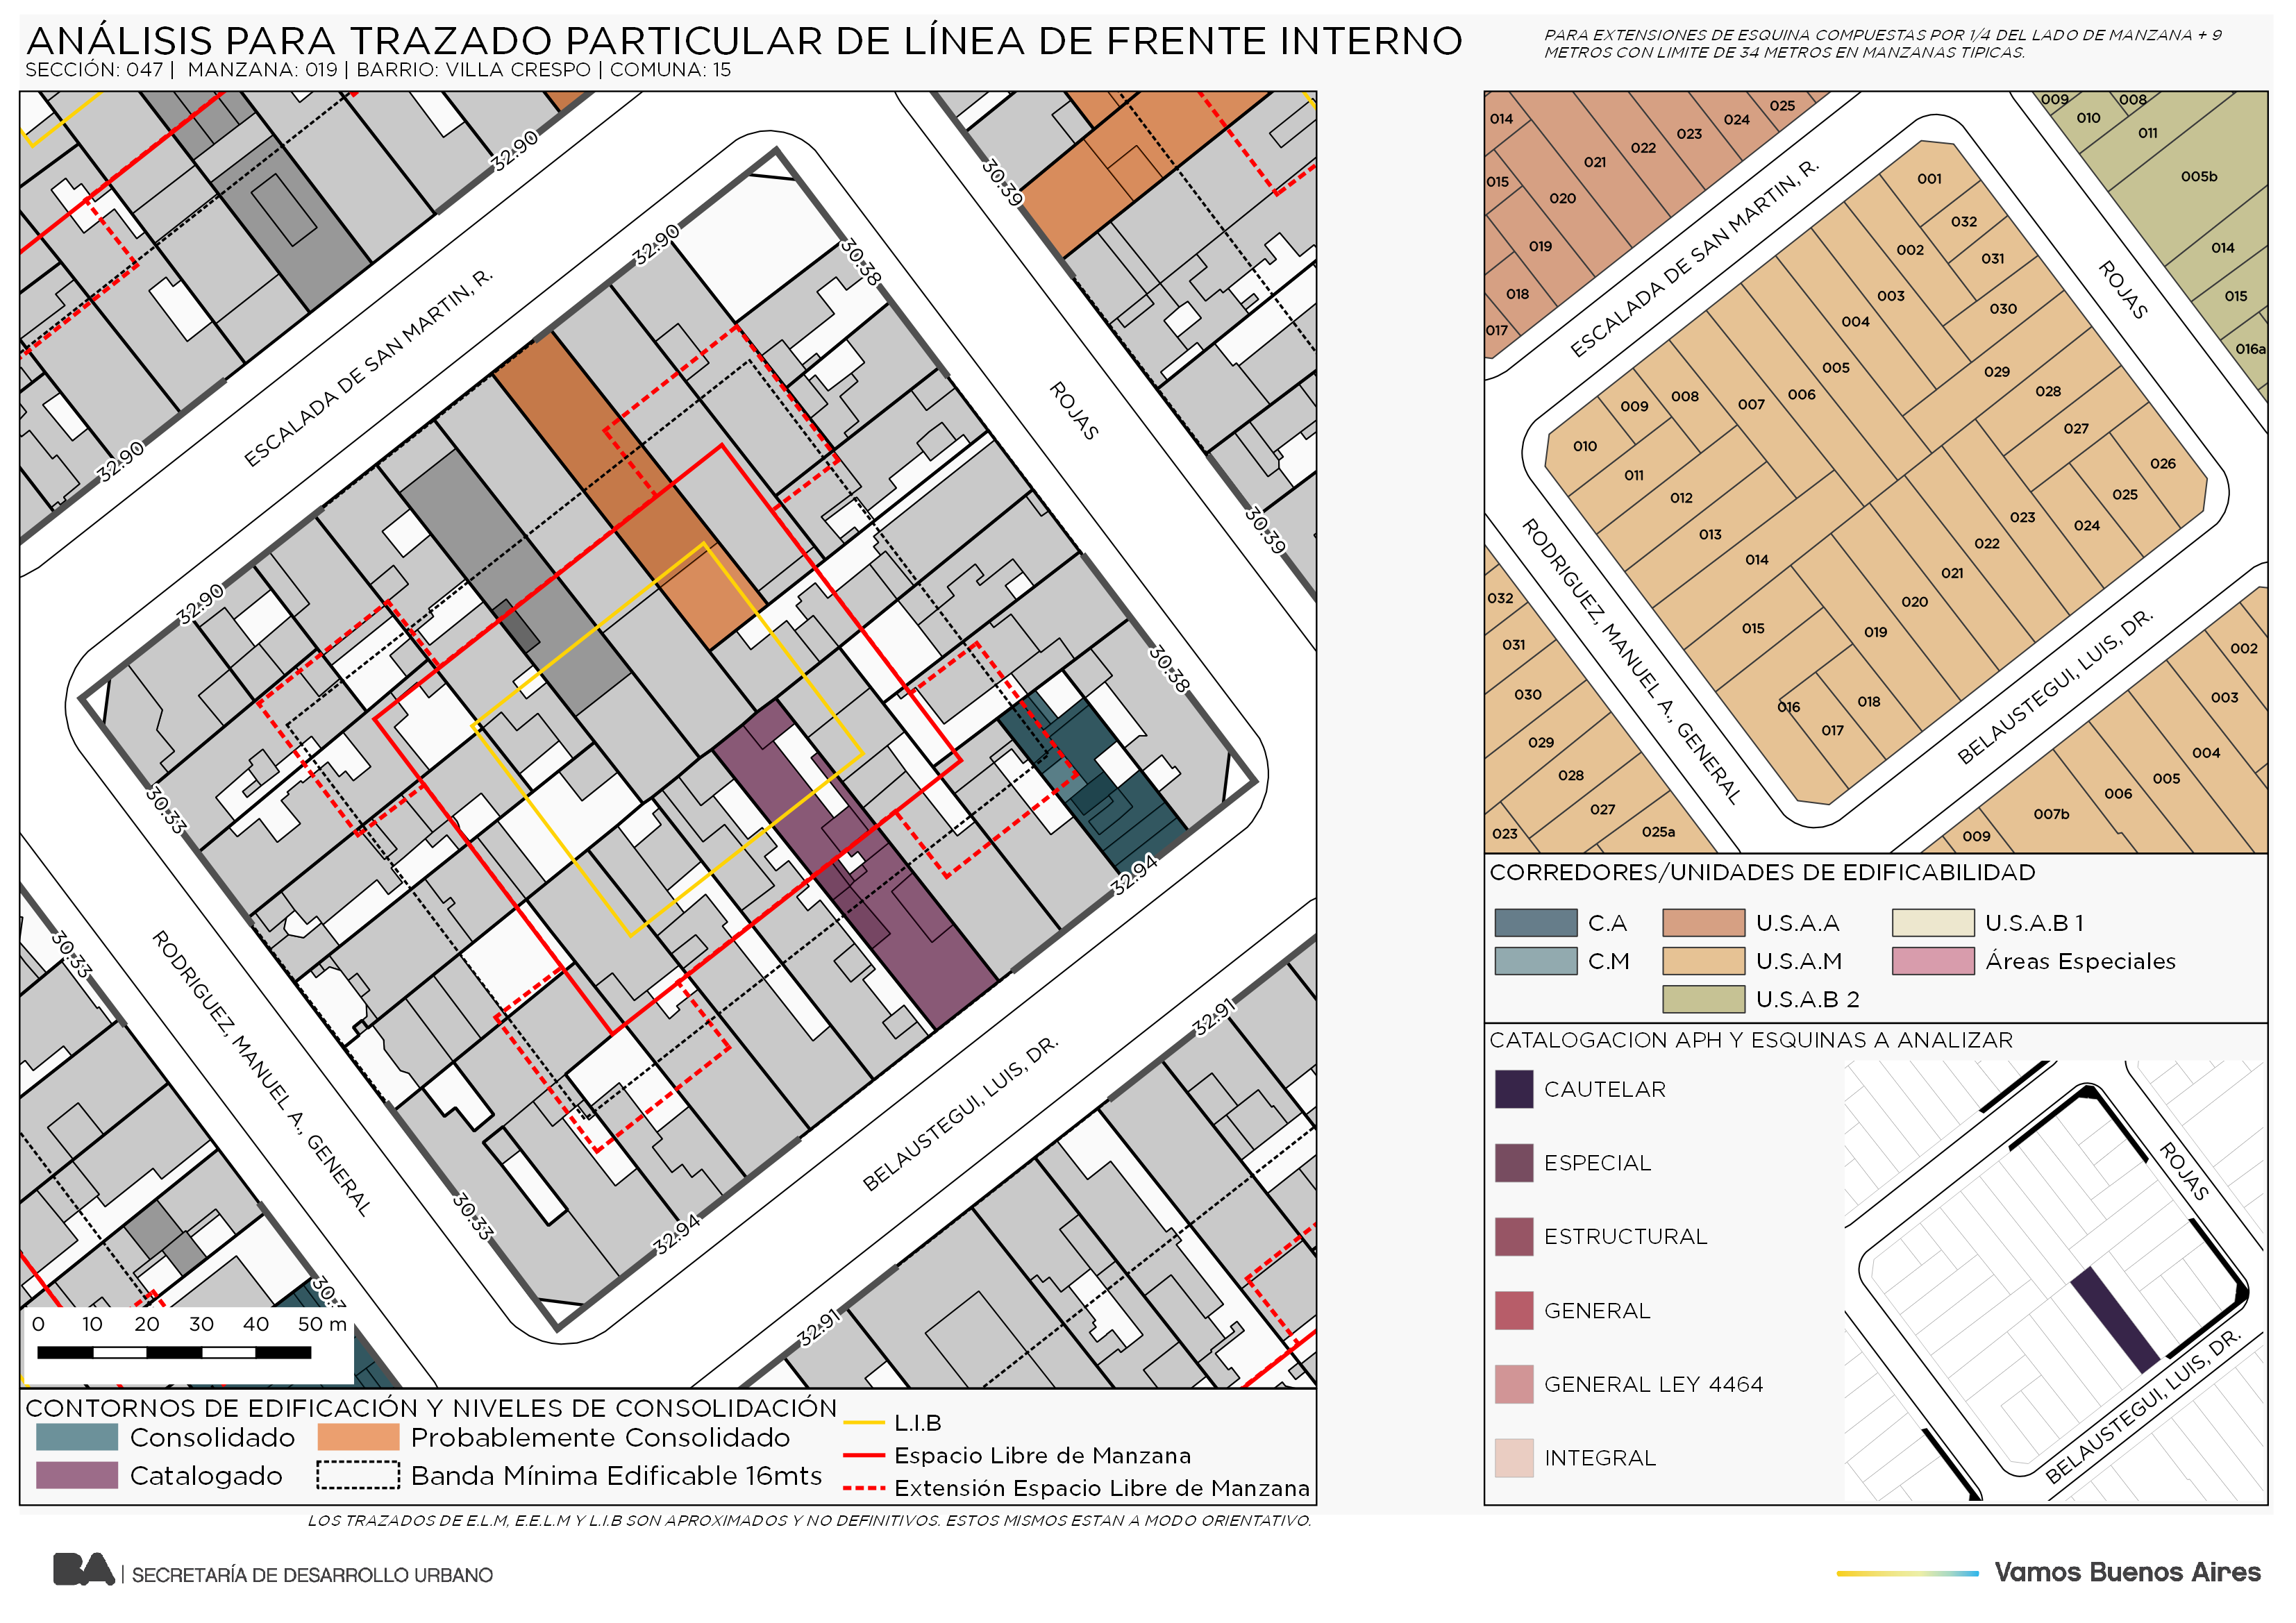 ANÁLISIS PARA TRAZADO PARTICULAR DE LÍNEA DE FRENTE INTERNO
SECCIÓN: 047 | MANZANA: 019 | BARRIO: VILLA CRESPO | COMUNA: 15
PARA EXTENSIONES DE ESQUINA COMPUESTAS POR 1/4 DEL LADO DE MANZANA + 9
METROS CON LIMITE DE 34 METROS EN MANZANAS TIPICAS.
32.90
30.39
32.90
30.38
ESCALADA DE SAN MARTIN, R.
ROJAS
32.90
30.39
32.90
30.38
30.33
32.94
30.33
RODRIGUEZ, MANUEL A., GENERAL
BELAUSTEGUI, LUIS, DR.
32.91
30.33
32.94
32.91
0 10 20 30 40 50 m
CONTORNOS DE EDIFICACIÓN Y NIVELES DE CONSOLIDACIÓN
Consolidado
Probablemente Consolidado
Catalogado
Banda Mínima Edificable 16mts
L.I.B
Espacio Libre de Manzana
Extensión Espacio Libre de Manzana
LOS TRAZADOS DE E.L.M, E.E.L.M Y L.I.B SON APROXIMADOS Y NO DEFINITIVOS. ESTOS MISMOS ESTAN A MODO ORIENTATIVO.
014
015
017
018
019
020
021
022
023
024
025
009
008
010
011
005b
014
015
016a
ESCALADA DE SAN MARTIN, R.
ROJAS
001
032
031
002
030
003
004
029
005
028
006
027
007
026
008
009
025
010
024
011
023
012
022
013
021
014
020
015
019
016
018
017
RODRIGUEZ, MANUEL A., GENERAL
BELAUSTEGUI, LUIS, DR.
032
031
030
029
028
027
025a
023
002
003
004
005
006
007b
009
CORREDORES/UNIDADES DE EDIFICABILIDAD
C.A
U.S.A.A
U.S.A.B 1
C.M
U.S.A.M
Áreas Especiales
U.S.A.B 2
CATALOGACION APH Y ESQUINAS A ANALIZAR
CAUTELAR
ESPECIAL
ESTRUCTURAL
GENERAL
GENERAL LEY 4464
INTEGRAL
ROJAS
BELAUSTEGUI, LUIS, DR.
BA | SECRETARÍA DE DESARROLLO URBANO
Vamos Buenos Aires